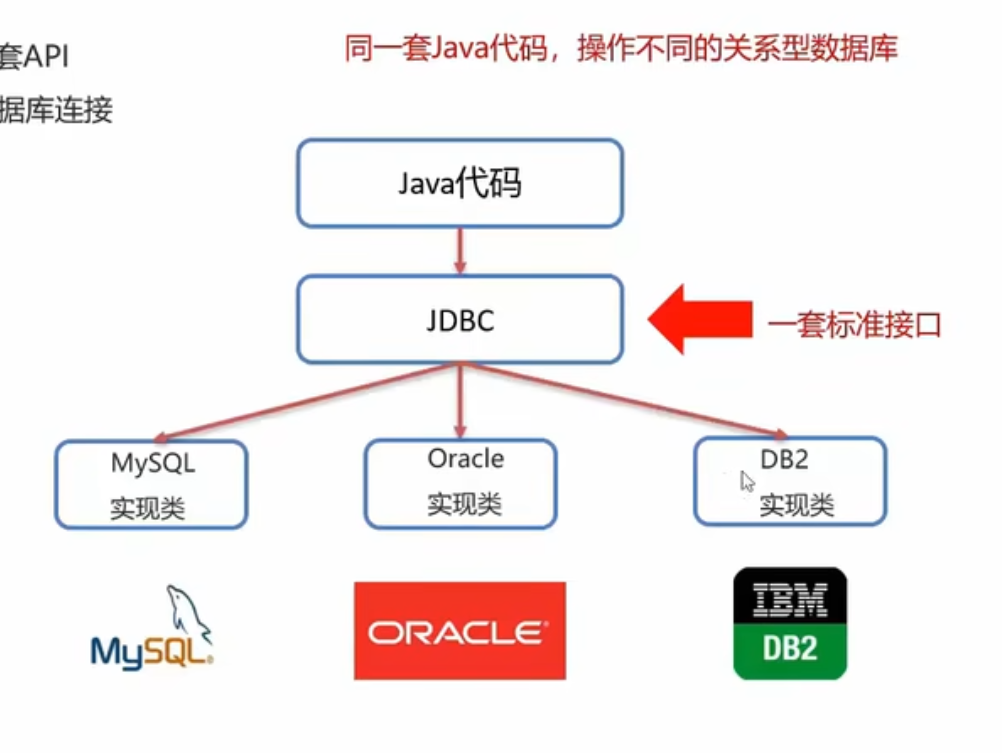 套API
同一套Java代码，操作不同的关系型数据库
据库连接
Java代码
JDBC
一套标准接口
MySQL
实现类
Oracle
实现类
DB2
实现类
MySQL®
ORACLE®
IBM
DB2